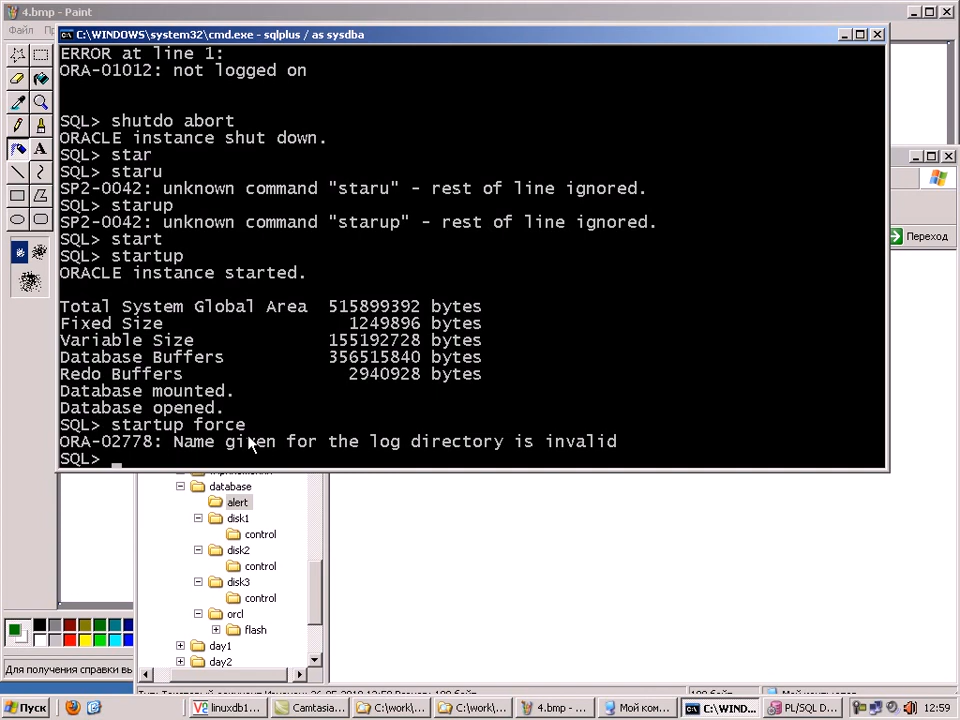 4.bmp - Paint
Файл
C:\WINDOWS\system32\cmd.exe - sqlplus / as sysdba
ERROR at line 1:
ORA-01012: not logged on
SQL> shutdo abort
ORACLE instance shut down.
SQL> star
SQL> staru
SP2-0042: unknown command "staru" - rest of line ignored.
SQL> starup
SP2-0042: unknown command "starup" - rest of line ignored.
SQL> start
SQL> startup
ORACLE instance started.
Total System Global Area  515899392 bytes
Fixed Size                  1249896 bytes
Variable Size             155192728 bytes
Database Buffers          356515840 bytes
Redo Buffers                2940928 bytes
Database mounted.
Database opened.
SQL> startup force
ORA-02778: Name given for the log directory is invalid
SQL>
Переход
database
alert
disk1
control
disk2
control
disk3
control
orcl
flash
day1
day2
Для получения справки вы
Пуск
linuxdb1...
Camtasia...
C:\work\...
C:\work\...
4.bmp - ...
Мой ком...
C:\WIND...
PL/SQL D...
12:59